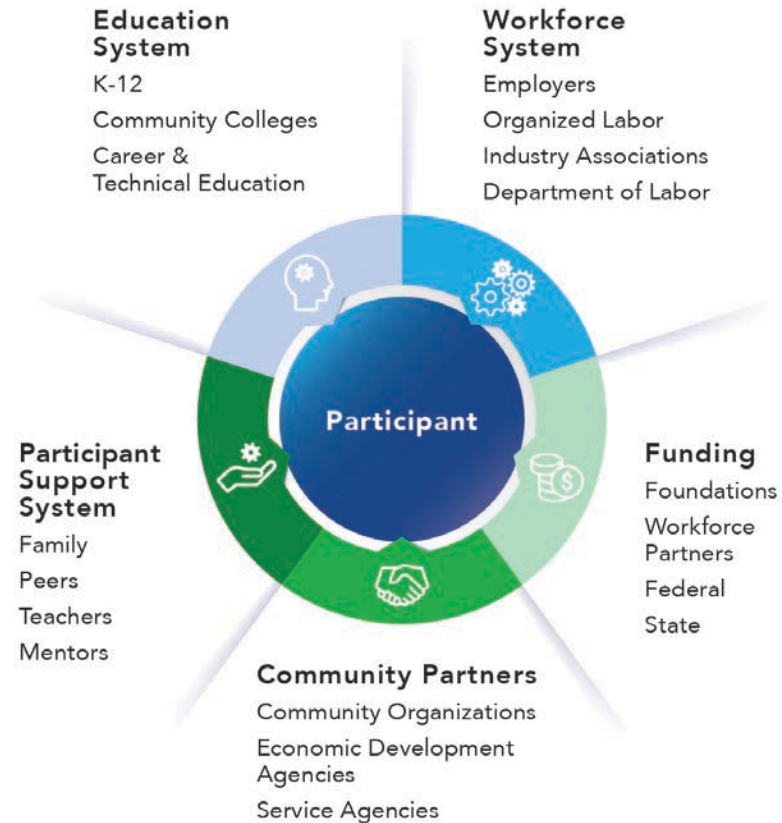 Education
System
K-12
Community Colleges
Career &
Technical Education
Workforce
System
Employers
Organized Labor
Industry Associations
Department of Labor
Participant
Participant
Support
System
Family
Peers
Teachers
Mentors
Funding
Foundations
Workforce
Partners
Federal
State
$
Community Partners
Community Organizations
Economic Development
Agencies
Service Agencies